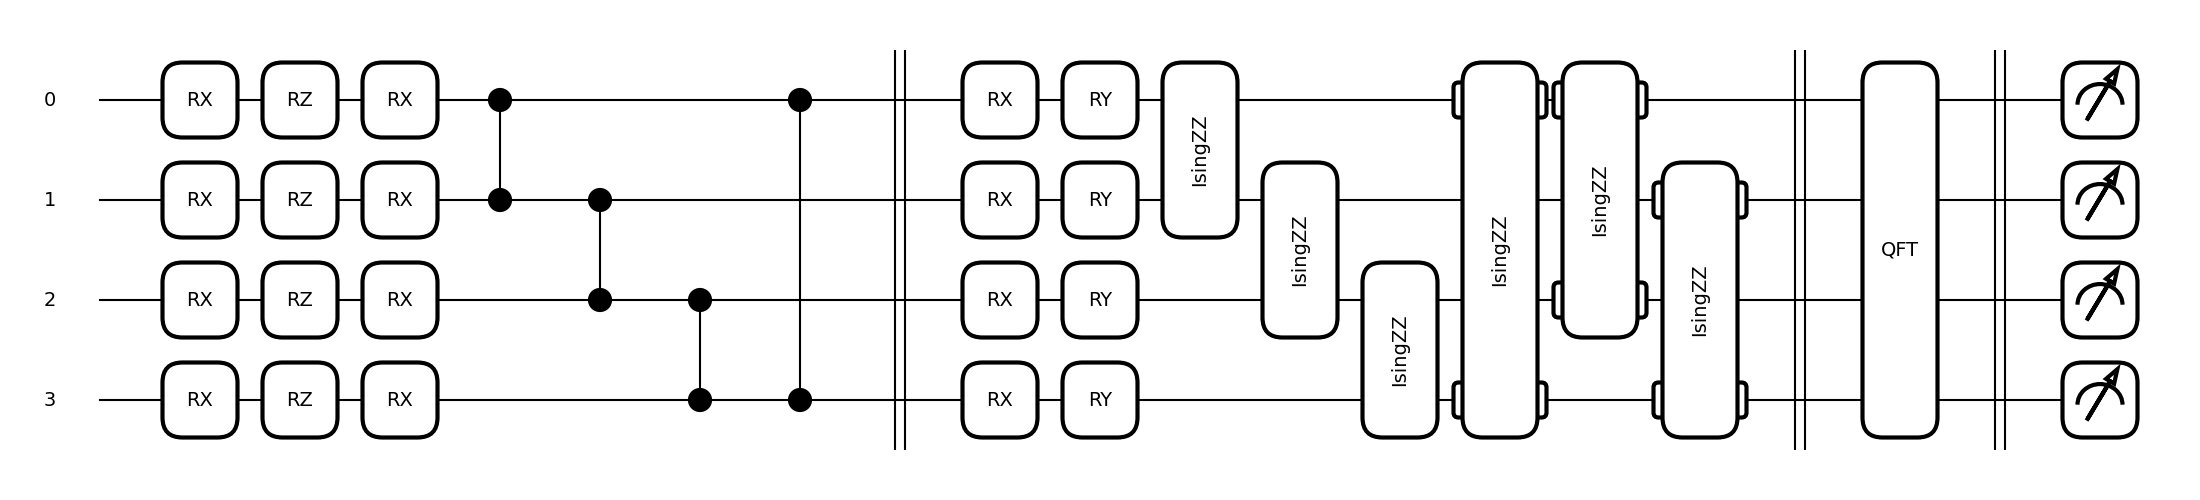 0 RX RZ RX RX RY IsingZZ
1 RX RZ RX RX RY IsingZZ IsingZZ
2 RX RZ RX RX RY IsingZZ IsingZZ IsingZZ QFT
3 RX RZ RX RX RY